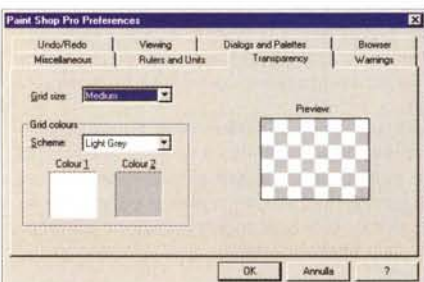 Paint Shop Pro Preferences
Undo/Redo Viewing Dialogs and Palettes Browser
Miscellaneous Rulers and Units Transparency Warnings
Grid size: Medium
Preview:
Grid colours
Scheme: Light Grey
Colour 1 Colour 2
OK Annulla ?